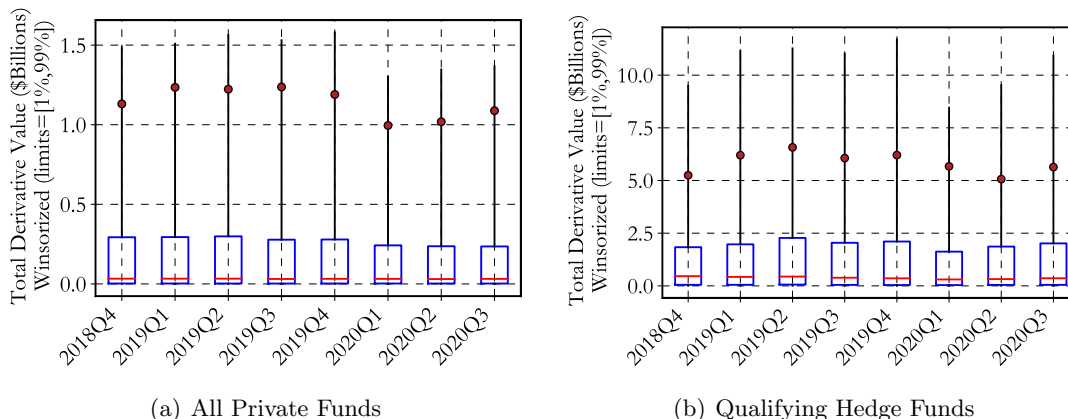 Total Derivative Value ($Billions)
Winsorized (limits=[1%,99%])
1.5
1.0
0.5
0.0
2018Q4
2019Q1
2019Q2
2019Q3
2019Q4
2020Q1
2020Q2
2020Q3
(a) All Private Funds
Total Derivative Value ($Billions)
Winsorized (limits=[1%,99%])
10.0
7.5
5.0
2.5
0.0
2018Q4
2019Q1
2019Q2
2019Q3
2019Q4
2020Q1
2020Q2
2020Q3
(b) Qualifying Hedge Funds